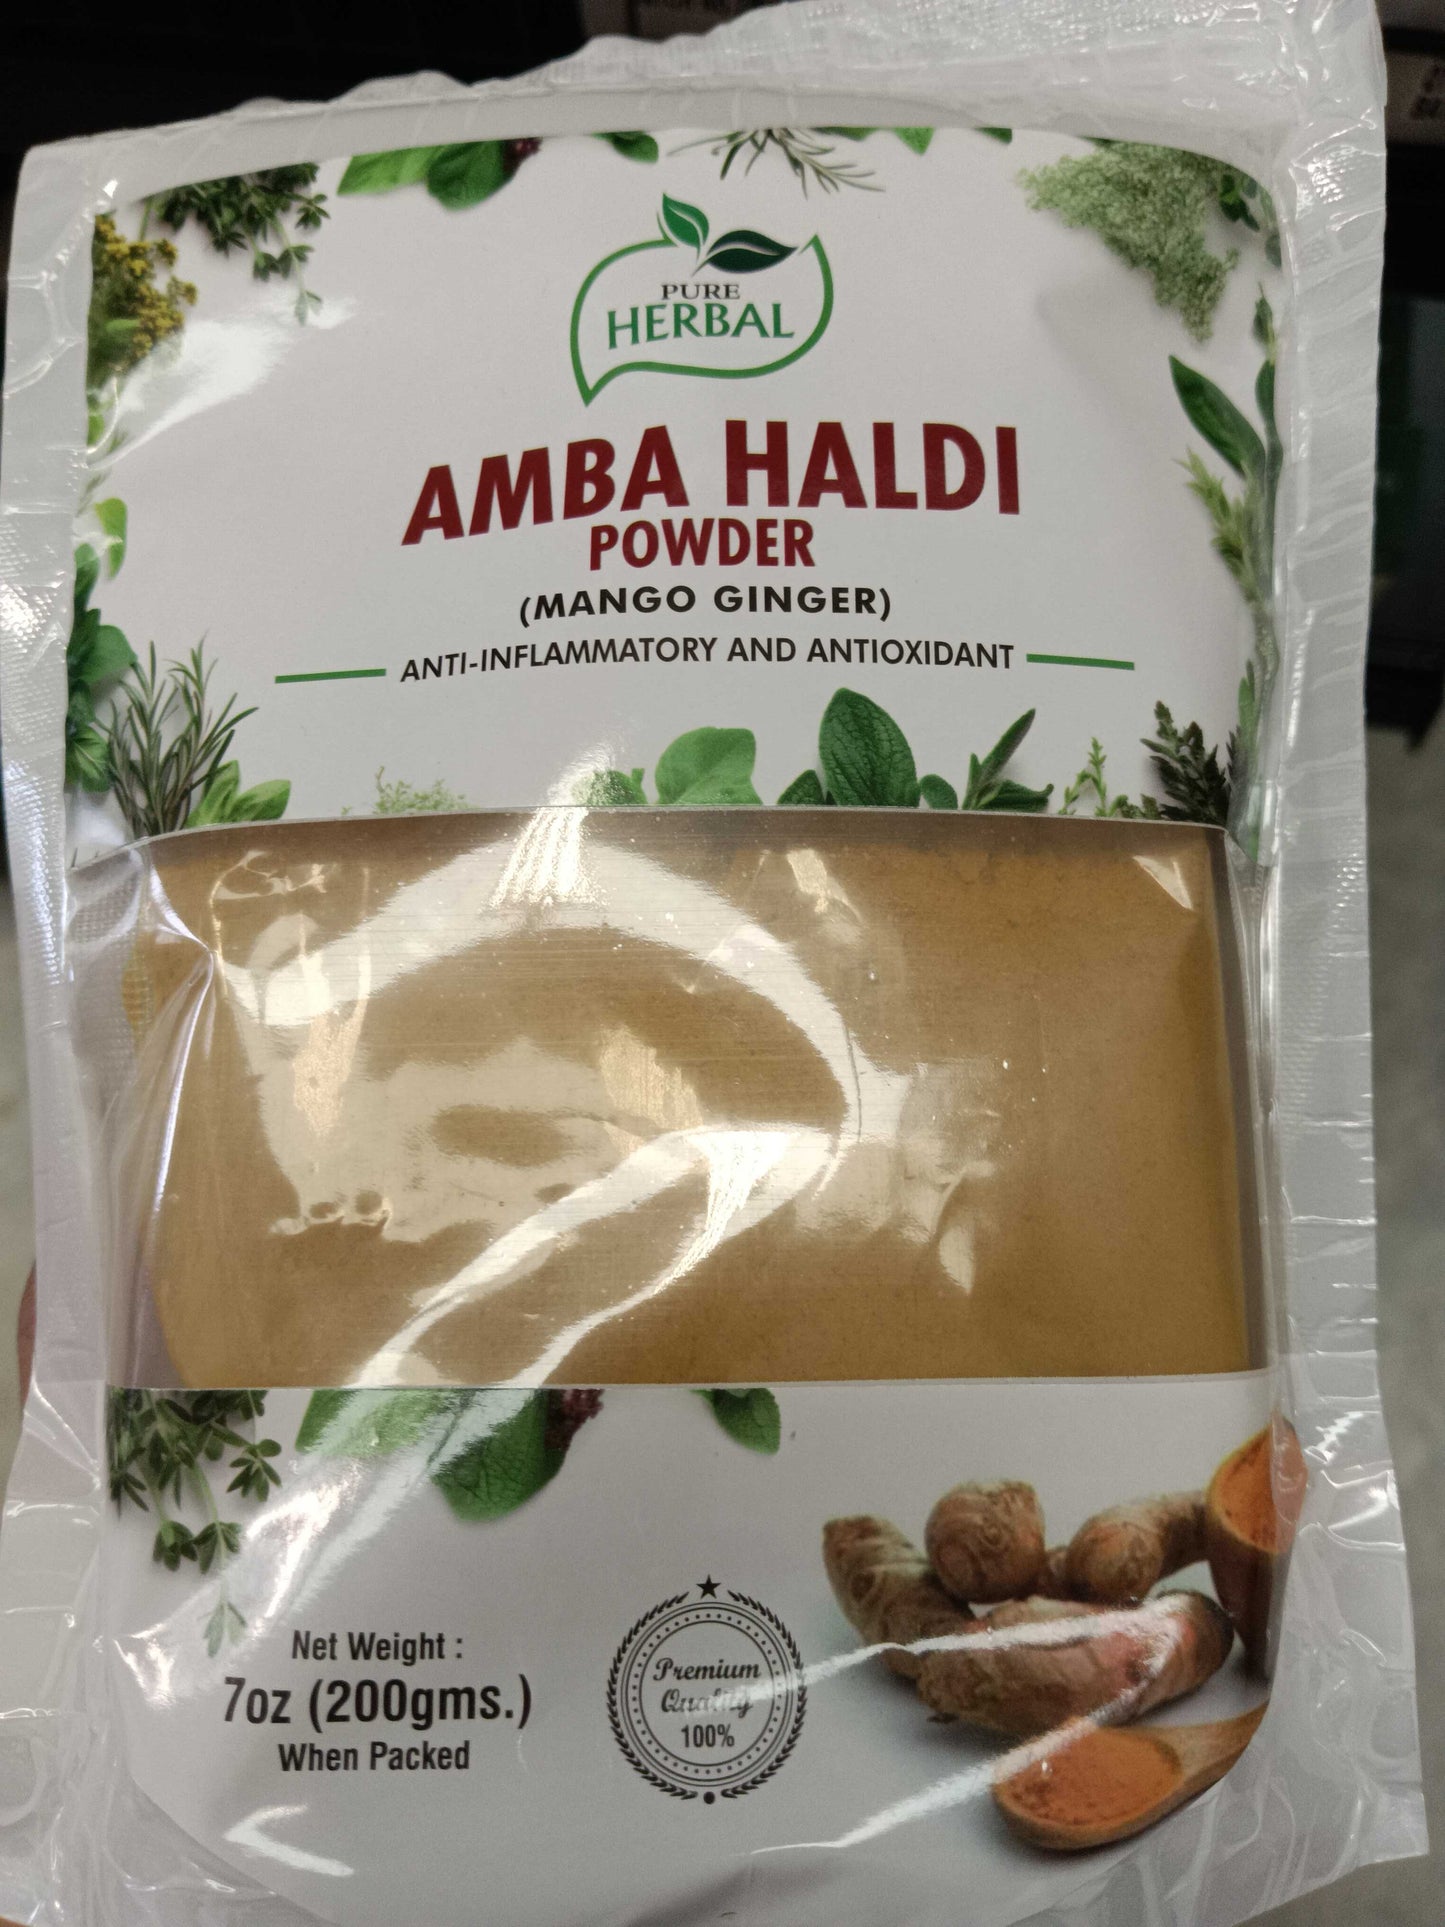 PURE
HERBAL
AMBA HALDI
POWDER
(MANGO GINGER)
ANTI-INFLAMMATORY AND ANTIOXIDANT
Net Weight :
7oz (200gms.)
When Packed
Premium
Quality
100%